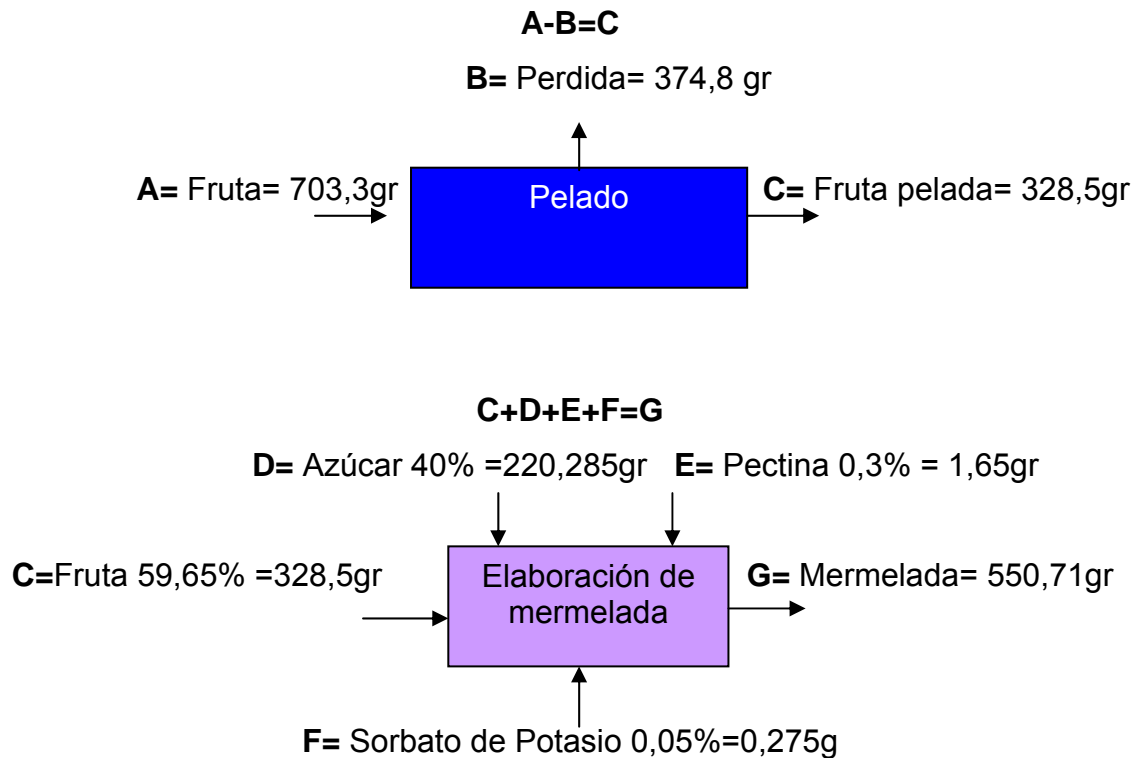 A-B=C
B= Perdida= 374,8 gr
A= Fruta= 703,3gr
Pelado
C= Fruta pelada= 328,5gr
C+D+E+F=G
D= Azúcar 40% =220,285gr
E= Pectina 0,3% = 1,65gr
C=Fruta 59,65% =328,5gr
Elaboración de
mermelada
G= Mermelada= 550,71gr
F= Sorbato de Potasio 0,05%=0,275g